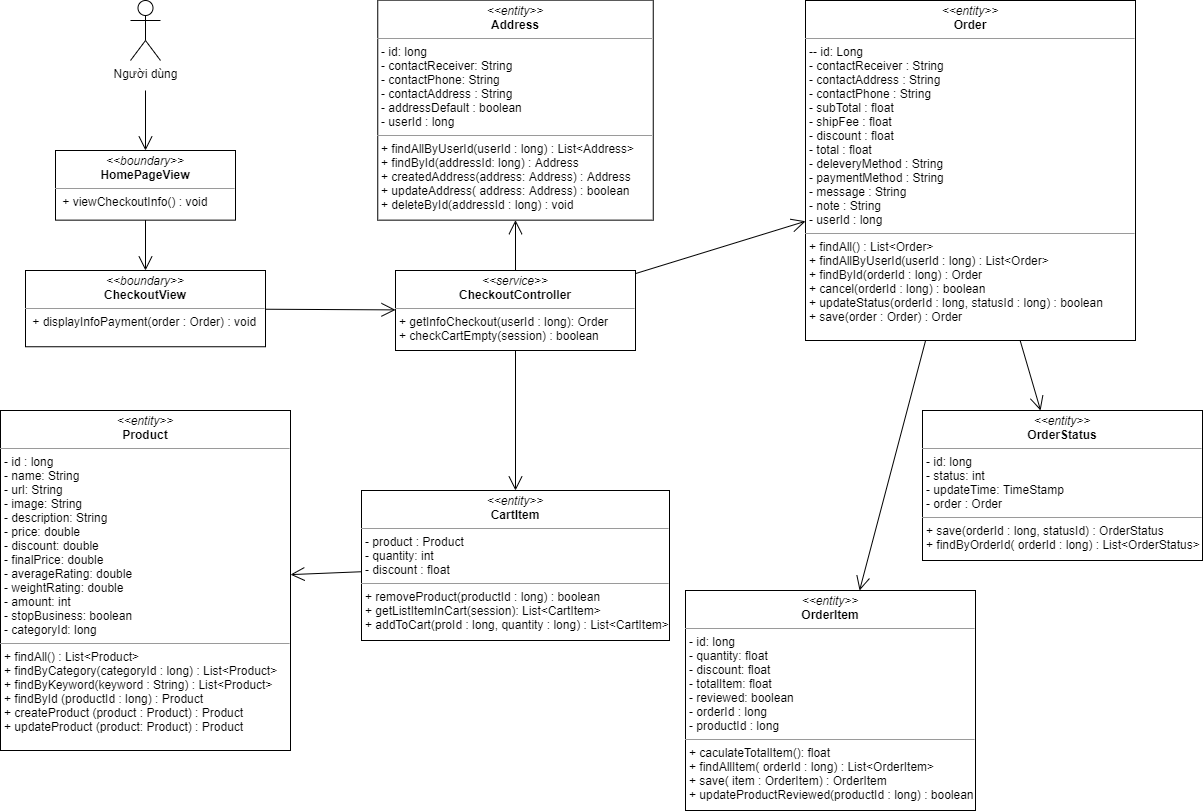 Người dùng
<<boundary>>
HomePageView
+ viewCheckoutInfo() : void
<<boundary>>
CheckoutView
+ displayInfoPayment(order : Order) : void
<<entity>>
Address
- id: long
- contactReceiver: String
- contactPhone: String
- contactAddress : String
- addressDefault : boolean
- userId : long
+ findAllByUserId(userId : long) : List<Address>
+ findById(addressId: long) : Address
+ createdAddress(address: Address) : Address
+ updateAddress( address: Address) : boolean
+ deleteById(addressId : long) : void
<<service>>
CheckoutController
+ getInfoCheckout(userId : long): Order
+ checkCartEmpty(session) : boolean
<<entity>>
Order
-- id: Long
- contactReceiver : String
- contactAddress : String
- contactPhone : String
- subTotal : float
- shipFee : float
- discount : float
- total : float
- deleveryMethod : String
- paymentMethod : String
- message : String
- note : String
- userId : long
+ findAll() : List<Order>
+ findAllByUserId(userId : long) : List<Order>
+ findById(orderId : long) : Order
+ cancel(orderId : long) : boolean
+ updateStatus(orderId : long, statusId : long) : boolean
+ save(order : Order) : Order
<<entity>>
Product
- id : long
- name: String
- url: String
- image: String
- description: String
- price: double
- discount: double
- finalPrice: double
- averageRating: double
- weightRating: double
- amount: int
- stopBusiness: boolean
- categoryId: long
+ findAll() : List<Product>
+ findByCategory(categoryId : long) : List<Product>
+ findByKeyword(keyword : String) : List<Product>
+ findById (productId : long) : Product
+ createProduct (product : Product) : Product
+ updateProduct (product: Product) : Product
<<entity>>
CartItem
- product : Product
- quantity: int
- discount : float
+ removeProduct(productId : long) : boolean
+ getListItemInCart(session): List<CartItem>
+ addToCart(proId : long, quantity : long) : List<CartItem>
<<entity>>
OrderStatus
- id: long
- status: int
- updateTime: TimeStamp
- order : Order
+ save(orderId : long, statusId) : OrderStatus
+ findByOrderId( orderId : long) : List<OrderStatus>
<<entity>>
OrderItem
- id: long
- quantity: float
- discount: float
- totalItem: float
- reviewed: boolean
- orderId : long
- productId : long
+ caculateTotalItem(): float
+ findAllItem( orderId : long) : List<OrderItem>
+ save( item : OrderItem) : OrderItem
+ updateProductReviewed(productId : long) : boolean